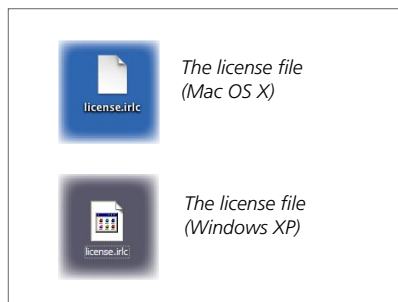 license.irlc
The license file
(Mac OS X)
license.irlc
The license file
(Windows XP)